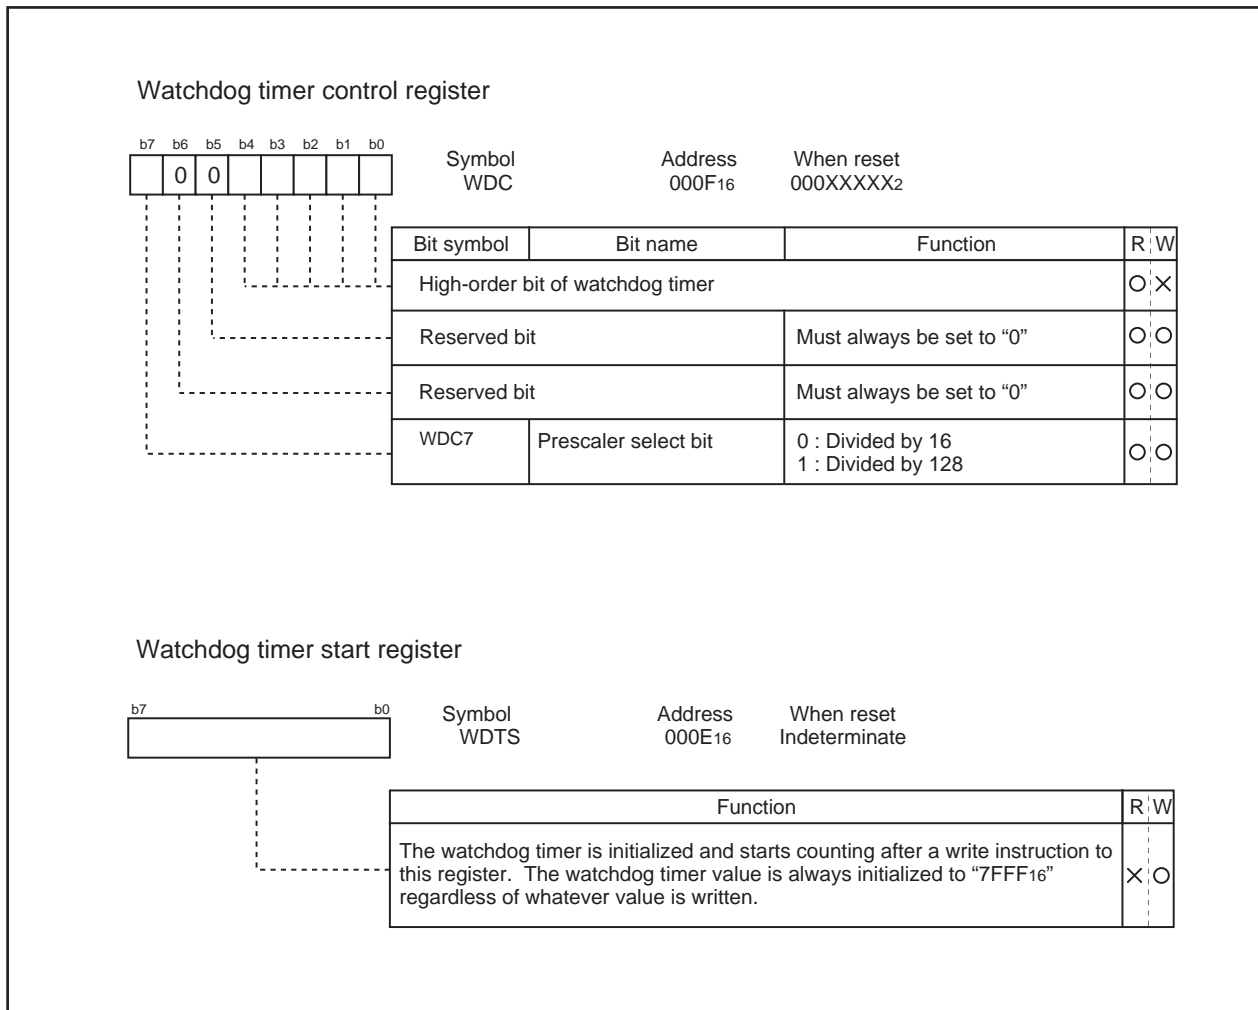 Watchdog timer control register
b7 b6 b5 b4 b3 b2 b1 b0
0 0
Symbol Address When reset
WDC 000F16 000XXXXX2
Bit symbol Bit name Function R W
High-order bit of watchdog timer O X
Reserved bit Must always be set to “0” O O
Reserved bit Must always be set to “0” O O
WDC7 Prescaler select bit 0 : Divided by 16
1 : Divided by 128 O O
Watchdog timer start register
b7 b0
Symbol Address When reset
WDTS 000E16 Indeterminate
Function R W
The watchdog timer is initialized and starts counting after a write instruction to
this register. The watchdog timer value is always initialized to “7FFF16” X O
regardless of whatever value is written.